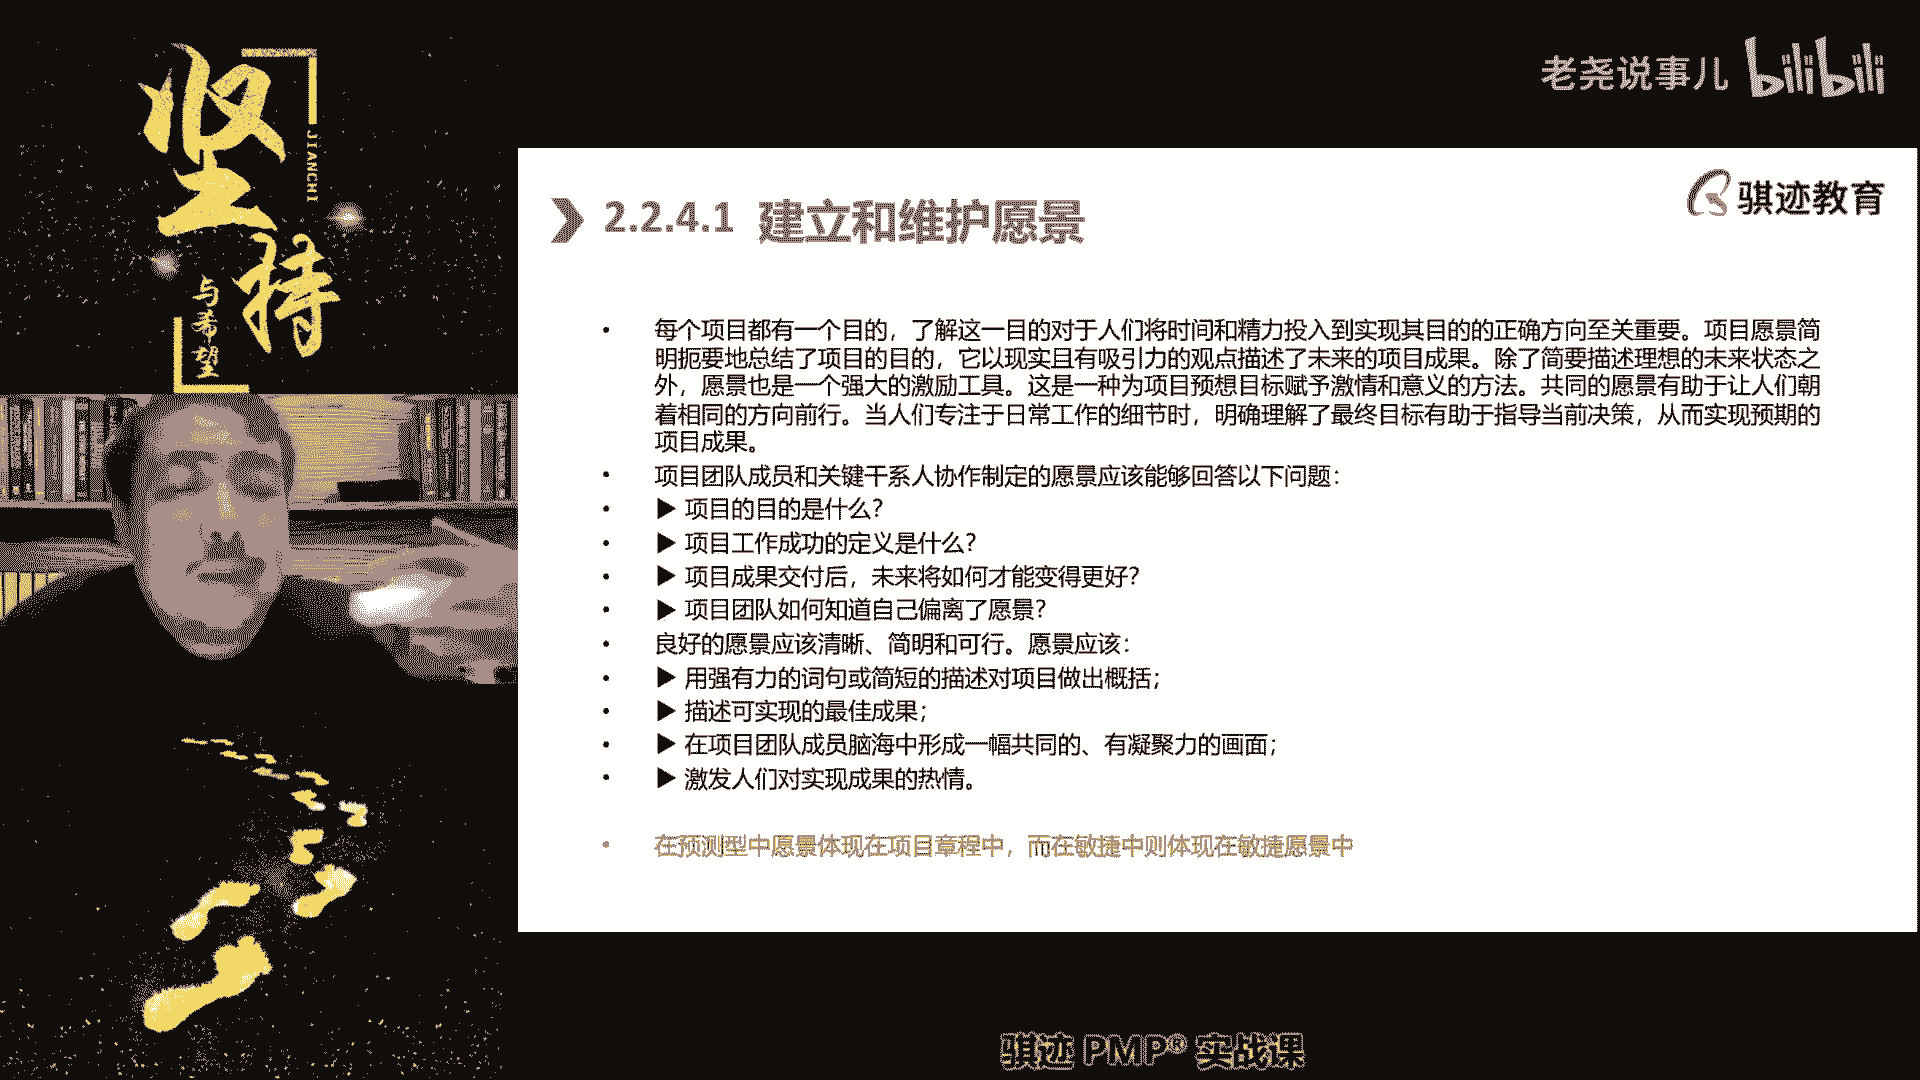 坚持
JIANCHI
与希望
老尧说事儿 bilibili
骐迹教育
2.2.4.1 建立和维护愿景
• 每个项目都有一个目的，了解这一目的对于人们将时间和精力投入到实现其目的的正确方向至关重要。项目愿景简
明扼要地总结了项目的目的，它以现实且有吸引力的观点描述了未来的项目成果。除了简要描述理想的未来状态之
外，愿景也是一个强大的激励工具。这是一种为项目预想目标赋予激情和意义的方法。共同的愿景有助于让人们朝
着相同的方向前行。当人们专注于日常工作的细节时，明确理解了最终目标有助于指导当前决策，从而实现预期的
项目成果。
• 项目团队成员和关键干系人协作制定的愿景应该能够回答以下问题：
• ▶ 项目的目的是什么？
• ▶ 项目工作成功的定义是什么？
• ▶ 项目成果交付后，未来将如何才能变得更好？
• ▶ 项目团队如何知道自己偏离了愿景？
• 良好的愿景应该清晰、简明和可行。愿景应该：
• ▶ 用强有力的词句或简短的描述对项目做出概括；
• ▶ 描述可实现的最佳成果；
• ▶ 在项目团队成员脑海中形成一幅共同的、有凝聚力的画面；
• ▶ 激发人们对实现成果的热情。
• 在预测型中愿景体现在项目章程中，而在敏捷中则体现在敏捷愿景中
骐迹 PMP® 实战课